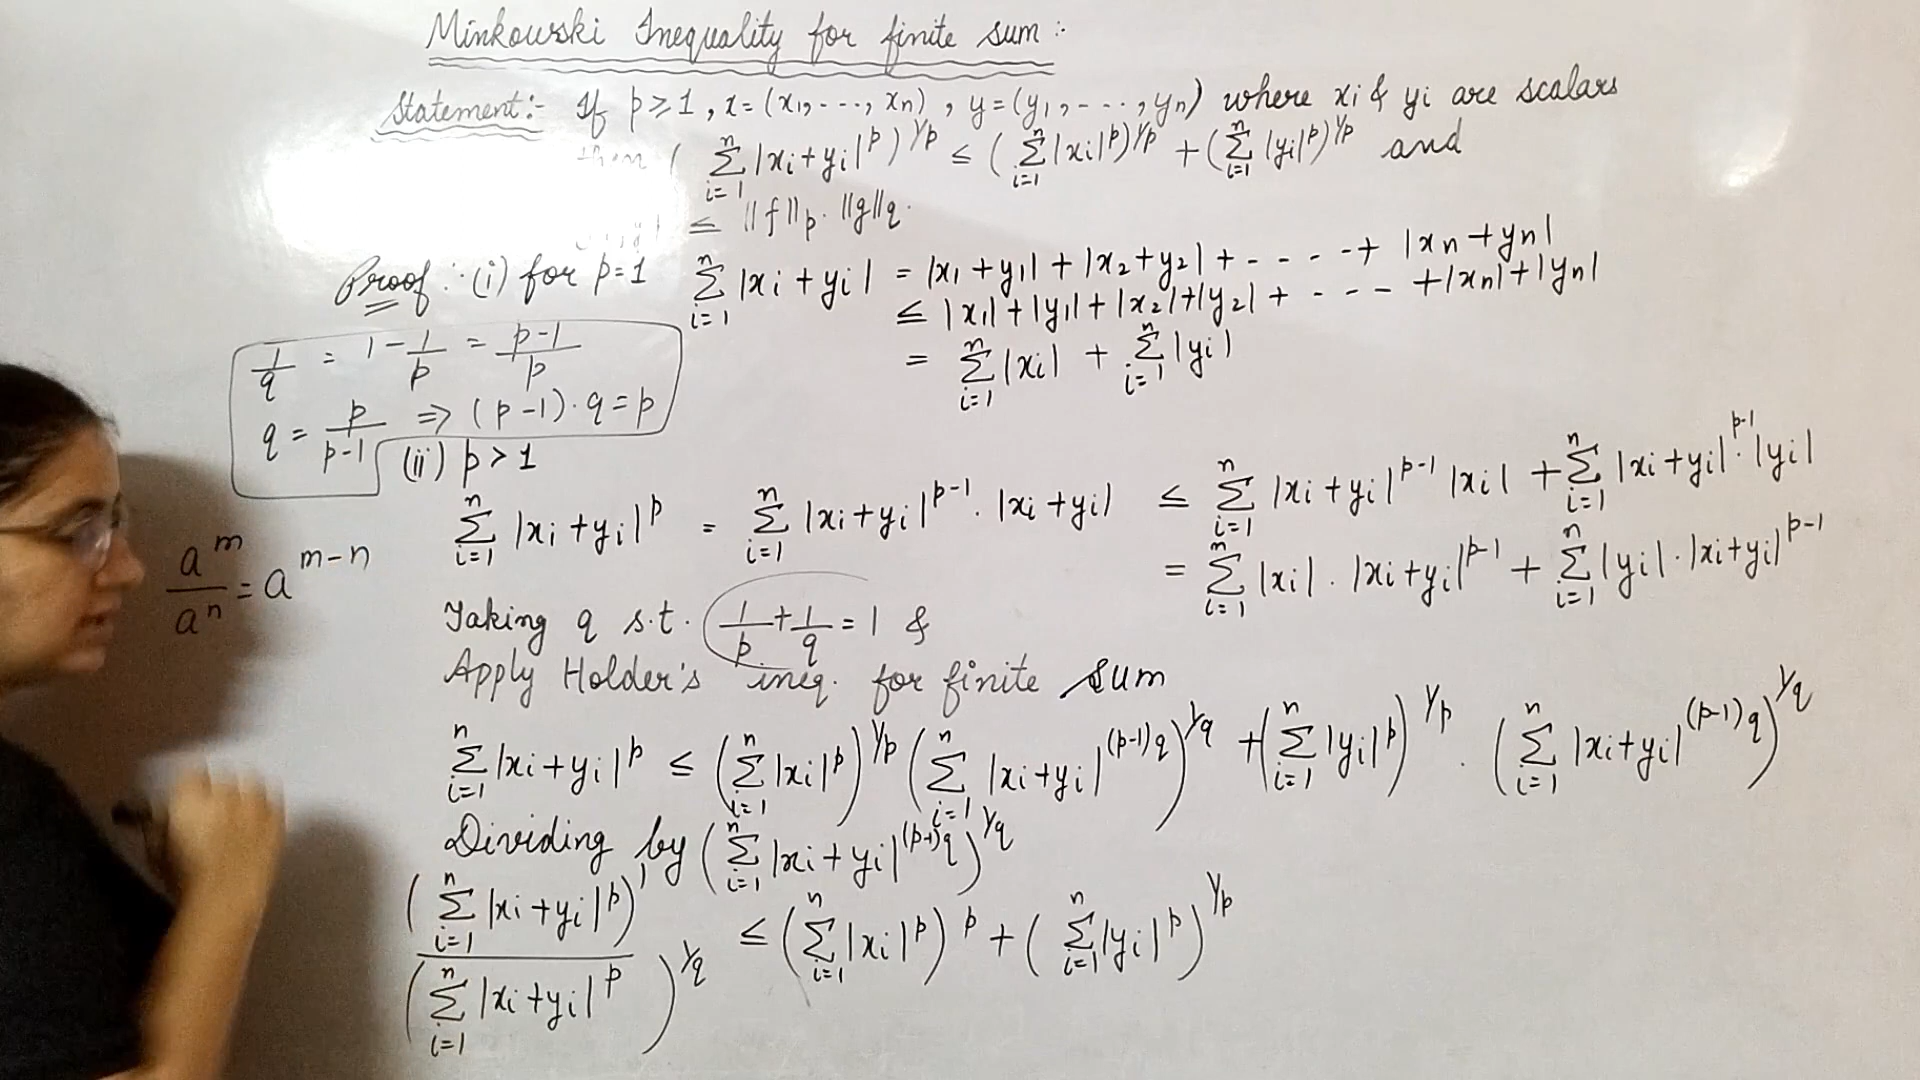 Minkowski Inequality for finite sum :-
Statement:- If p ≥ 1, x = (x1, - - -, xn), y = (y1, - - -, yn) where xi & yi are scalars
then ( Σ_{i=1}^{n} |xi + yi|^p )^{1/p} ≤ ( Σ_{i=1}^{n} |xi|^p )^{1/p} + ( Σ_{i=1}^{n} |yi|^p )^{1/p} and
≤ ||f||p . ||g||q .
Proof :- (i) for p = 1 Σ_{i=1}^{n} |xi + yi| = |x1 + y1| + |x2 + y2| + - - - - + |xn + yn|
≤ |x1| + |y1| + |x2| + |y2| + - - - + |xn| + |yn|
= Σ_{i=1}^{n} |xi| + Σ_{i=1}^{n} |yi|
1/q = 1 - 1/p = (p-1)/p
q = p/(p-1) ⇒ (p-1) . q = p
(ii) p > 1
Σ_{i=1}^{n} |xi + yi|^p = Σ_{i=1}^{n} |xi + yi|^{p-1} . |xi + yi| ≤ Σ_{i=1}^{n} |xi + yi|^{p-1} |xi| + Σ_{i=1}^{n} |xi + yi|^{p-1} . |yi|
= Σ_{i=1}^{n} |xi| . |xi + yi|^{p-1} + Σ_{i=1}^{n} |yi| . |xi + yi|^{p-1}
a^m / a^n = a^{m-n}
Taking q s.t. 1/p + 1/q = 1 &
Apply Holder's ineq. for finite sum
Σ_{i=1}^{n} |xi + yi|^p ≤ ( Σ_{i=1}^{n} |xi|^p )^{1/p} ( Σ_{i=1}^{n} |xi + yi|^{(p-1)q} )^{1/q} + ( Σ_{i=1}^{n} |yi|^p )^{1/p} . ( Σ_{i=1}^{n} |xi + yi|^{(p-1)q} )^{1/q}
Dividing by ( Σ_{i=1}^{n} |xi + yi|^{(p-1)q} )^{1/q}
( Σ_{i=1}^{n} |xi + yi|^p )^1 / ( Σ_{i=1}^{n} |xi + yi|^p )^{1/q} ≤ ( Σ_{i=1}^{n} |xi|^p )^p + ( Σ_{i=1}^{n} |yi|^p )^{1/p}